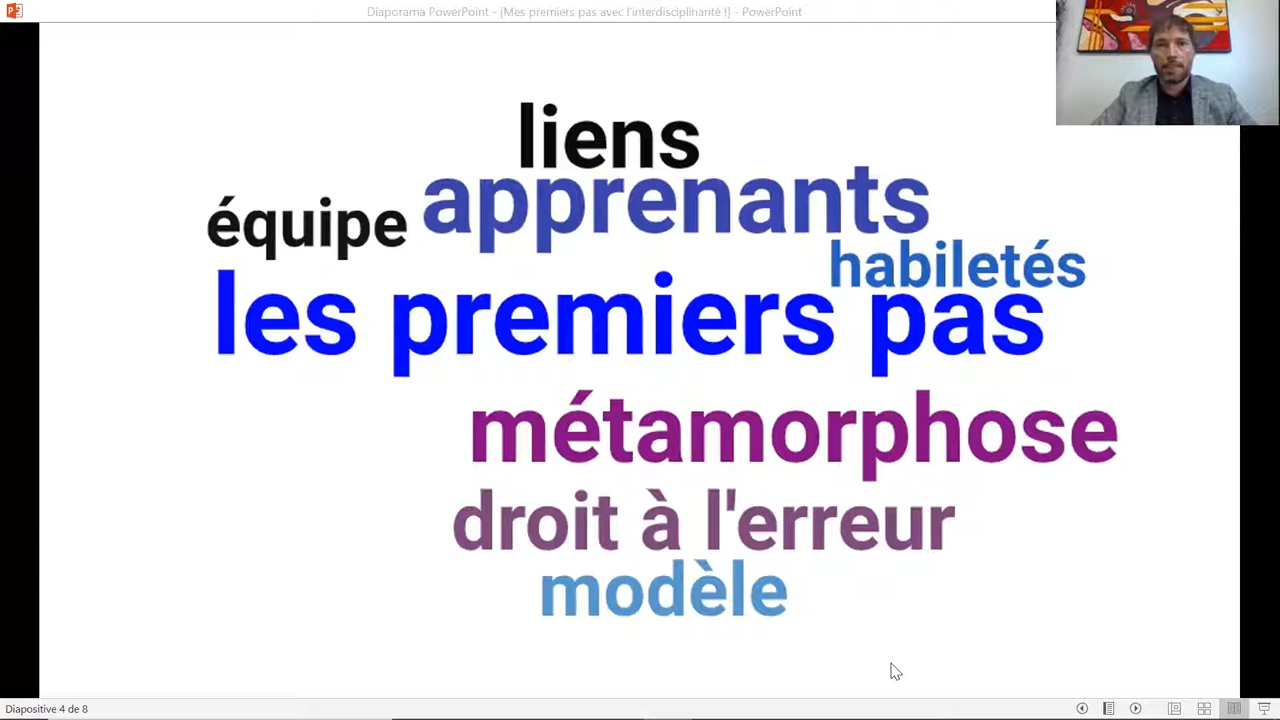 Diaporama PowerPoint - [Mes premiers pas avec l'interdisciplinarité !] - PowerPoint
liens
apprenants
équipe
habiletés
les premiers pas
métamorphose
droit à l'erreur
modèle
Diapositive 4 de 8